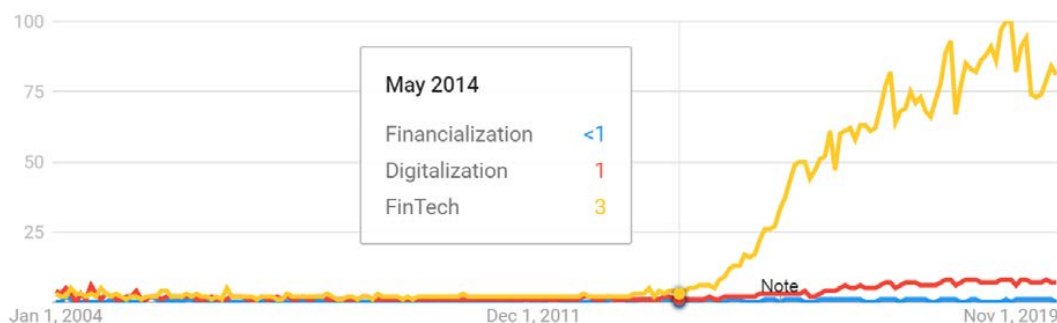 100
75
50
25
May 2014
Financialization <1
Digitalization 1
FinTech 3
Note
Jan 1, 2004 Dec 1, 2011 Nov 1, 2019